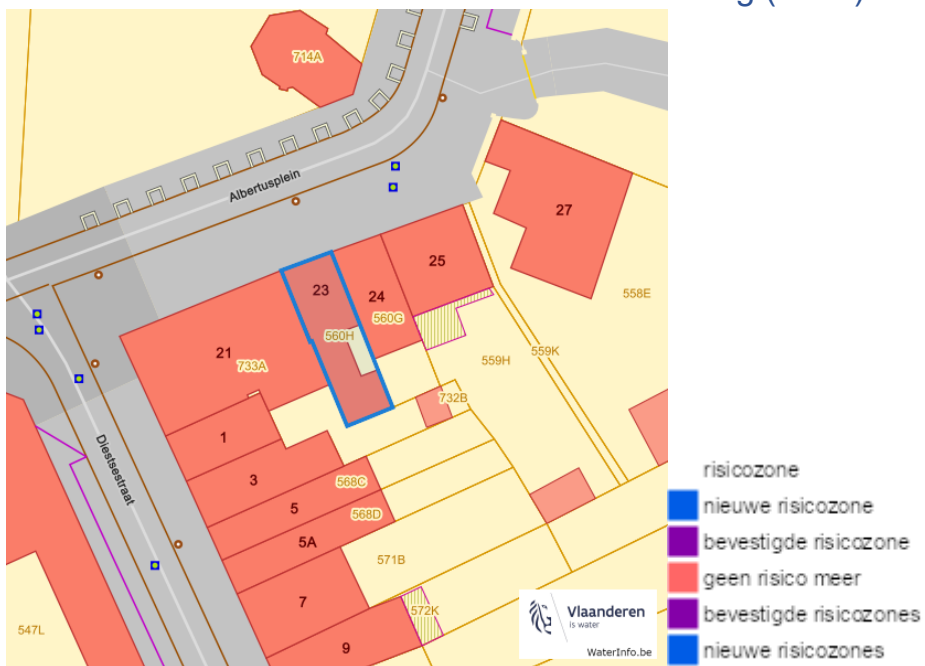 714A
Albertusplein
27
25
23
24
558E
560G
560H
21
733A
559H
559K
732B
1
Diestsestraat
3
568C
5
568D
5A
571B
7
572K
547L
9
Vlaanderen
is water
WaterInfo.be
risicozone
nieuwe risicozone
bevestigde risicozone
geen risico meer
bevestigde risicozones
nieuwe risicozones